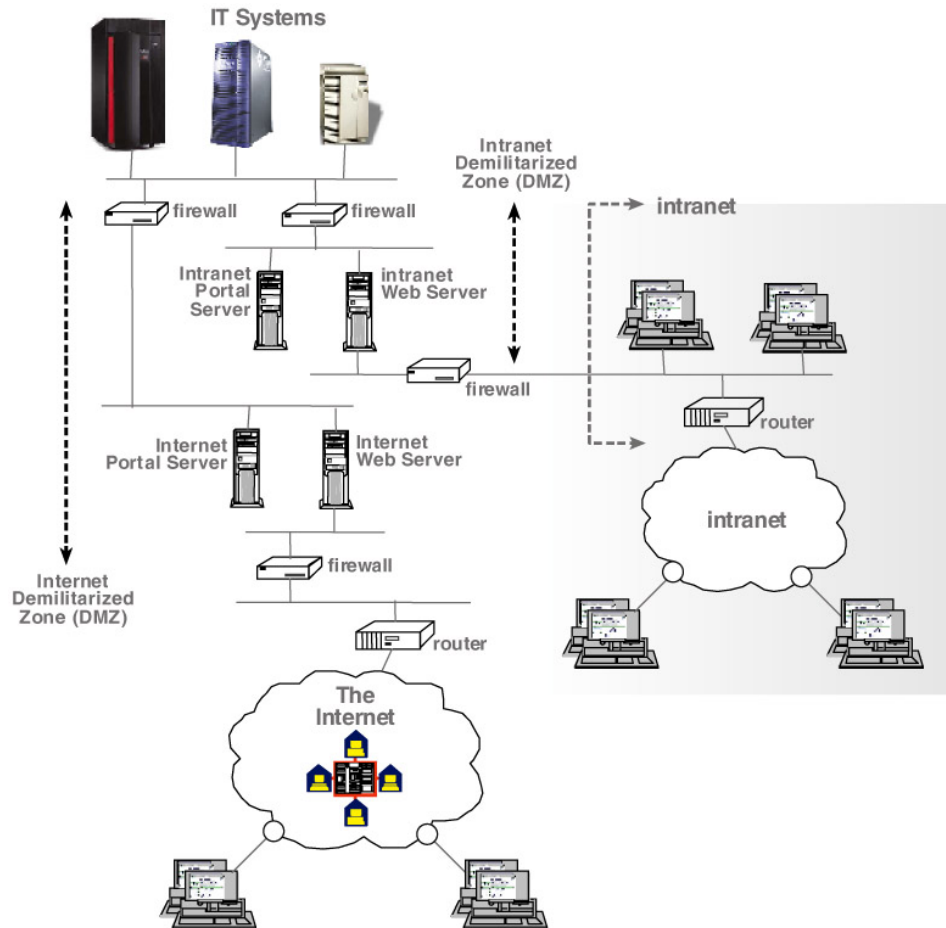 IT Systems
Intranet
Demilitarized
Zone (DMZ)
intranet
firewall
firewall
Intranet
Portal
Server
intranet
Web Server
firewall
router
Internet
Portal Server
Internet
Web Server
intranet
firewall
Internet
Demilitarized
Zone (DMZ)
router
The
Internet